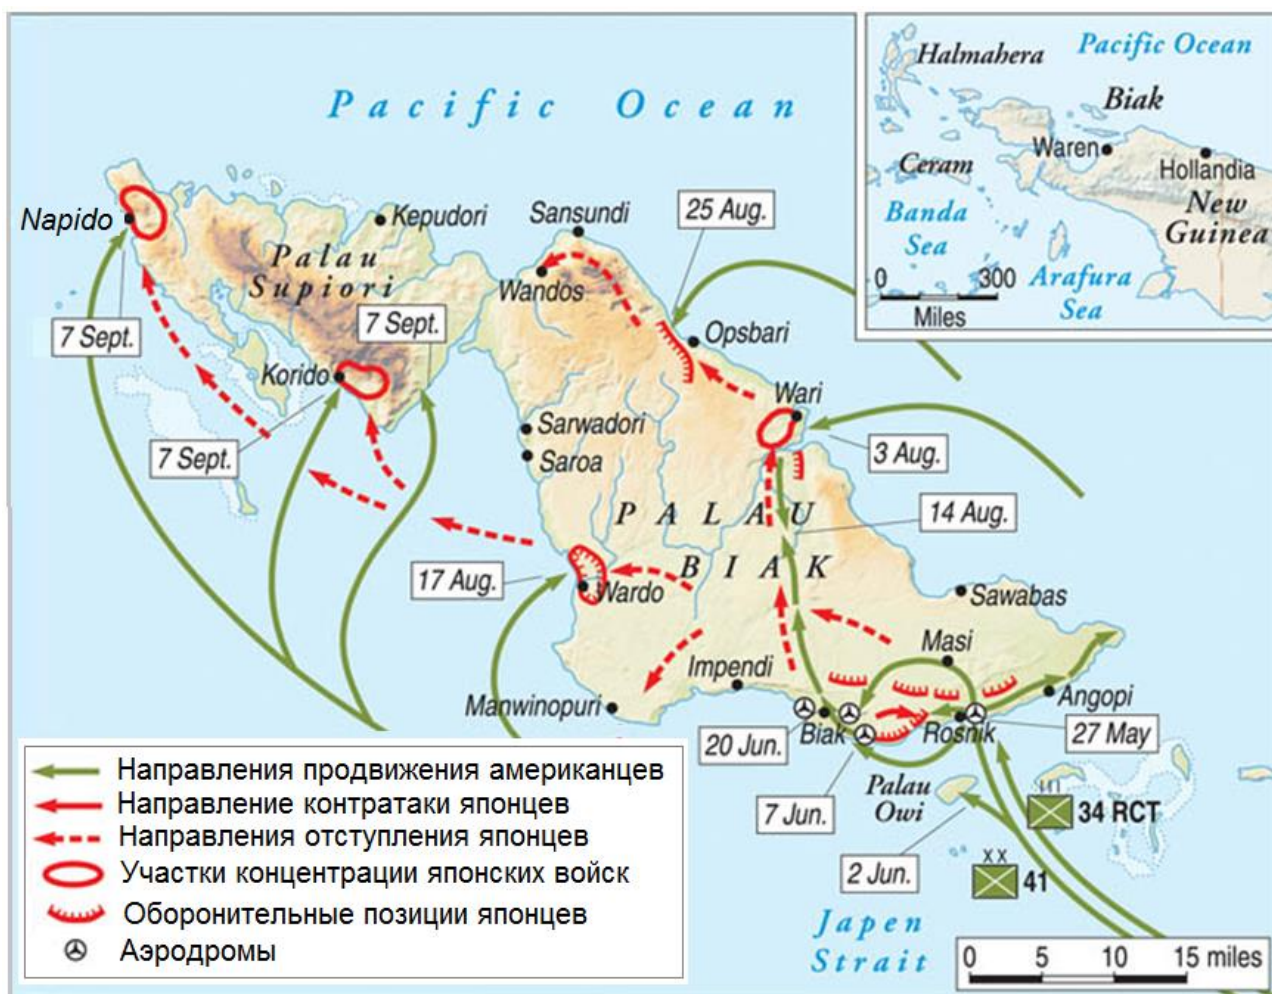 Pacific Ocean
Napido
Kepudori
Sansundi
25 Aug.
Palau
Supiori
Wandos
7 Sept.
7 Sept.
Opsbari
Korido
Wari
Sarwadori
7 Sept.
Saroa
3 Aug.
PALAU
14 Aug.
BIAK
17 Aug.
Wardo
Sawabas
Masi
Impendi
Manwinopuri
Angopi
20 Jun.
Biak
Rosnik
27 May
Palau
Owi
7 Jun.
34 RCT
2 Jun.
41
Japen
Strait
0 5 10 15 miles
Halmahera
Pacific Ocean
Biak
Waren
Ceram
Hollandia
New
Guinea
Banda
Sea
Arafura
Sea
0 300
Miles
Направления продвижения американцев
Направление контратаки японцев
Направления отступления японцев
Участки концентрации японских войск
Оборонительные позиции японцев
Аэродромы